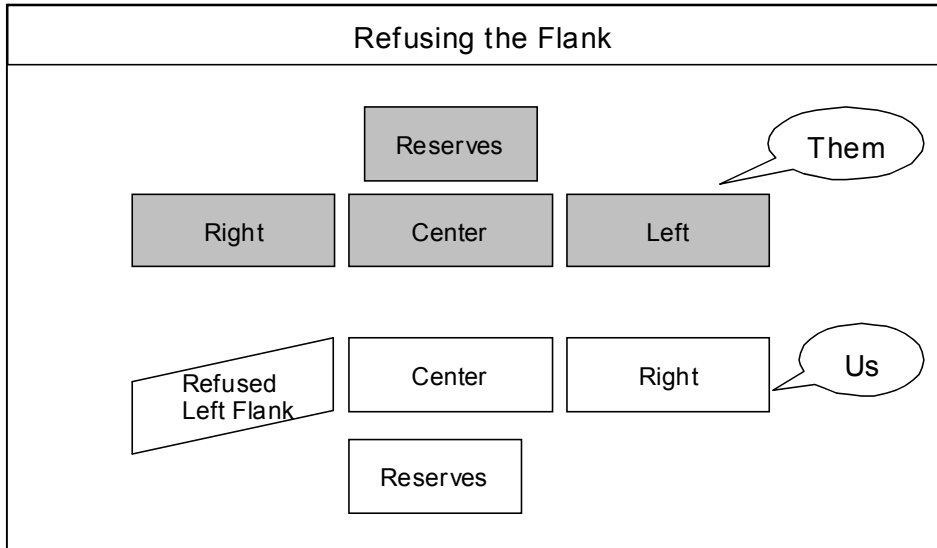 Refusing the Flank
Reserves
Them
Right
Center
Left
Refused
Left Flank
Center
Right
Us
Reserves